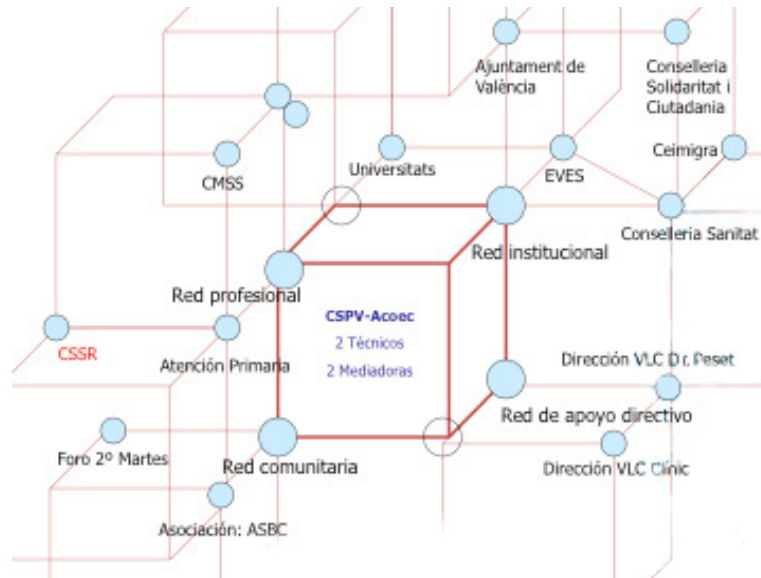 Ajuntament de
València
Conselleria
Solidaritat i
Ciutadania
CMSS
Universitats
EVES
Ceimigra
Red institucional
Conselleria Sanitat
Red profesional
CSPV-Acoec
2 Técnicos
2 Mediadoras
CSSR
Atención Primaria
Dirección VLC Dr. Peset
Red de apoyo directivo
Foro 2º Martes
Red comunitaria
Dirección VLC Clínic
Asociación: ASBC